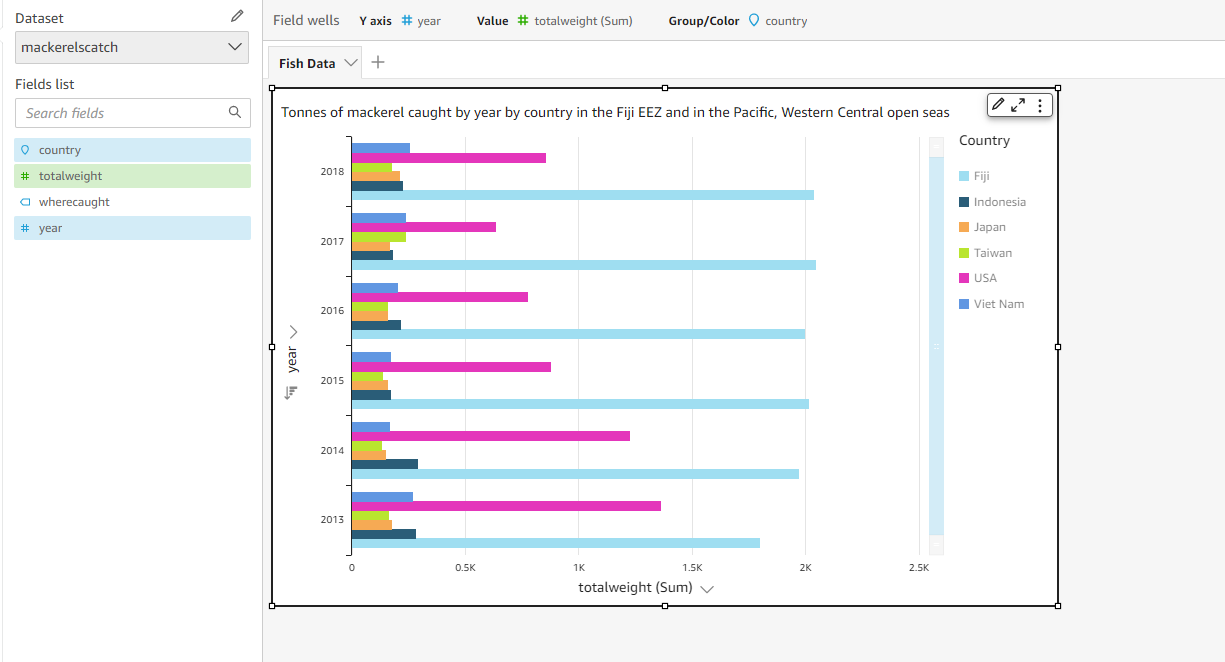 Dataset
mackerelscatch
Fields list
Search fields
country
totalweight
wherecaught
year
Field wells Y axis year Value totalweight (Sum) Group/Color country
Fish Data
Tonnes of mackerel caught by year by country in the Fiji EEZ and in the Pacific, Western Central open seas
Country
Fiji
Indonesia
Japan
Taiwan
USA
Viet Nam
year
2018
2017
2016
2015
2014
2013
0 0.5K 1K 1.5K 2K 2.5K
totalweight (Sum)